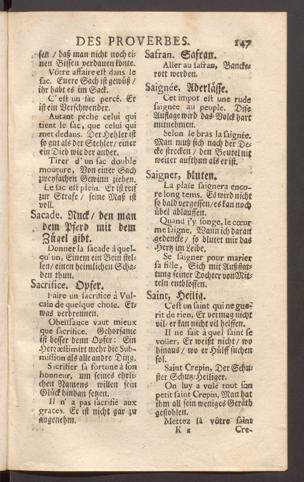 DES PROVERBES. 147
sen / daß man nicht noch ei-
nen Bissen verdauen konte.
Vôtre affaire est dans le
sac. Euere Sach ist gewüß /
ihr habt es im Sack.
C'est un sac percé. Er
ist ein Verschwender.
Autant péche celui qui
tient le sac, que celui qui
met dedans. Der Hehler ist
so gut als der Stehler / einer
ein Dieb wie der ander.
Tirer d'un sac double
mouture. Von einer Sach
zweyfachen Gewinn ziehen.
Le sac est plein. Er ist reif
zur Strafe / seine Maß ist
voll.
Sacade. Ruck / den man
dem Pferd mit dem
Zügel gibt.
Donner la sacade à quel-
qu'un. Einem ein Bein stel-
len / einen heimlichen Scha-
den thun.
Sacrifice. Opfer.
Faire un sacrifice à Vul-
cain de quelque chose. Et-
was verbrennen.
Obeïssance vaut mieux
que sacrifice. Gehorsame
ist besser denn Opfer: Ein
Hertz aestimirt mehr die Sub-
mission als alle andre Ding.
Sacrifier sa fortune à son
honneur, um seines ehrli-
chen Namens willen sein
Glück hindan setzen.
Il n'a pas sacrifié aux
graces. Er ist nicht gar zu
angenehm.
Safran. Safran.
Aller au safran, Bancke-
rott werden.
Saignée, Aderlässe.
Cet impot est une rude
saignée au peuple. Dise
Auflage wird das Volck hart
mitnehmen.
Selon le bras la saignée.
Man muß sich nach der De-
cke strecken / den Beutel nit
weiter aufthun als er ist.
Saigner, bluten.
La plaie saignera enco-
re long tems. Es wird nicht
so bald vergessen / es kan noch
übel ablauffen.
Quand j'y songe, le cœur
me saigne. Wann ich daran
gedencke / so blutet mir das
Hertz im Leibe.
Se saigner pour marier
sa fille, Sich mit Ausstat-
tung seiner Tochter von Mit-
teln entblössen.
Saint, Heilig.
C'est un saint qui ne gue-
rit de rien, Er vermag nicht
vil / er kan nicht vil helffen.
Il ne sait à quel saint se
voüer, Er weißt nicht / wo
hinaus / wo er Hülff suchen
sol.
Saint Crepin, Der Schu-
ster Schutz-Heiliger.
On luy a volé tout son
petit saint Crepin, Man hat
ihm all sein weniges Geräth
gestohlen.
Mettez là vôtre saint
K 2 Cre-